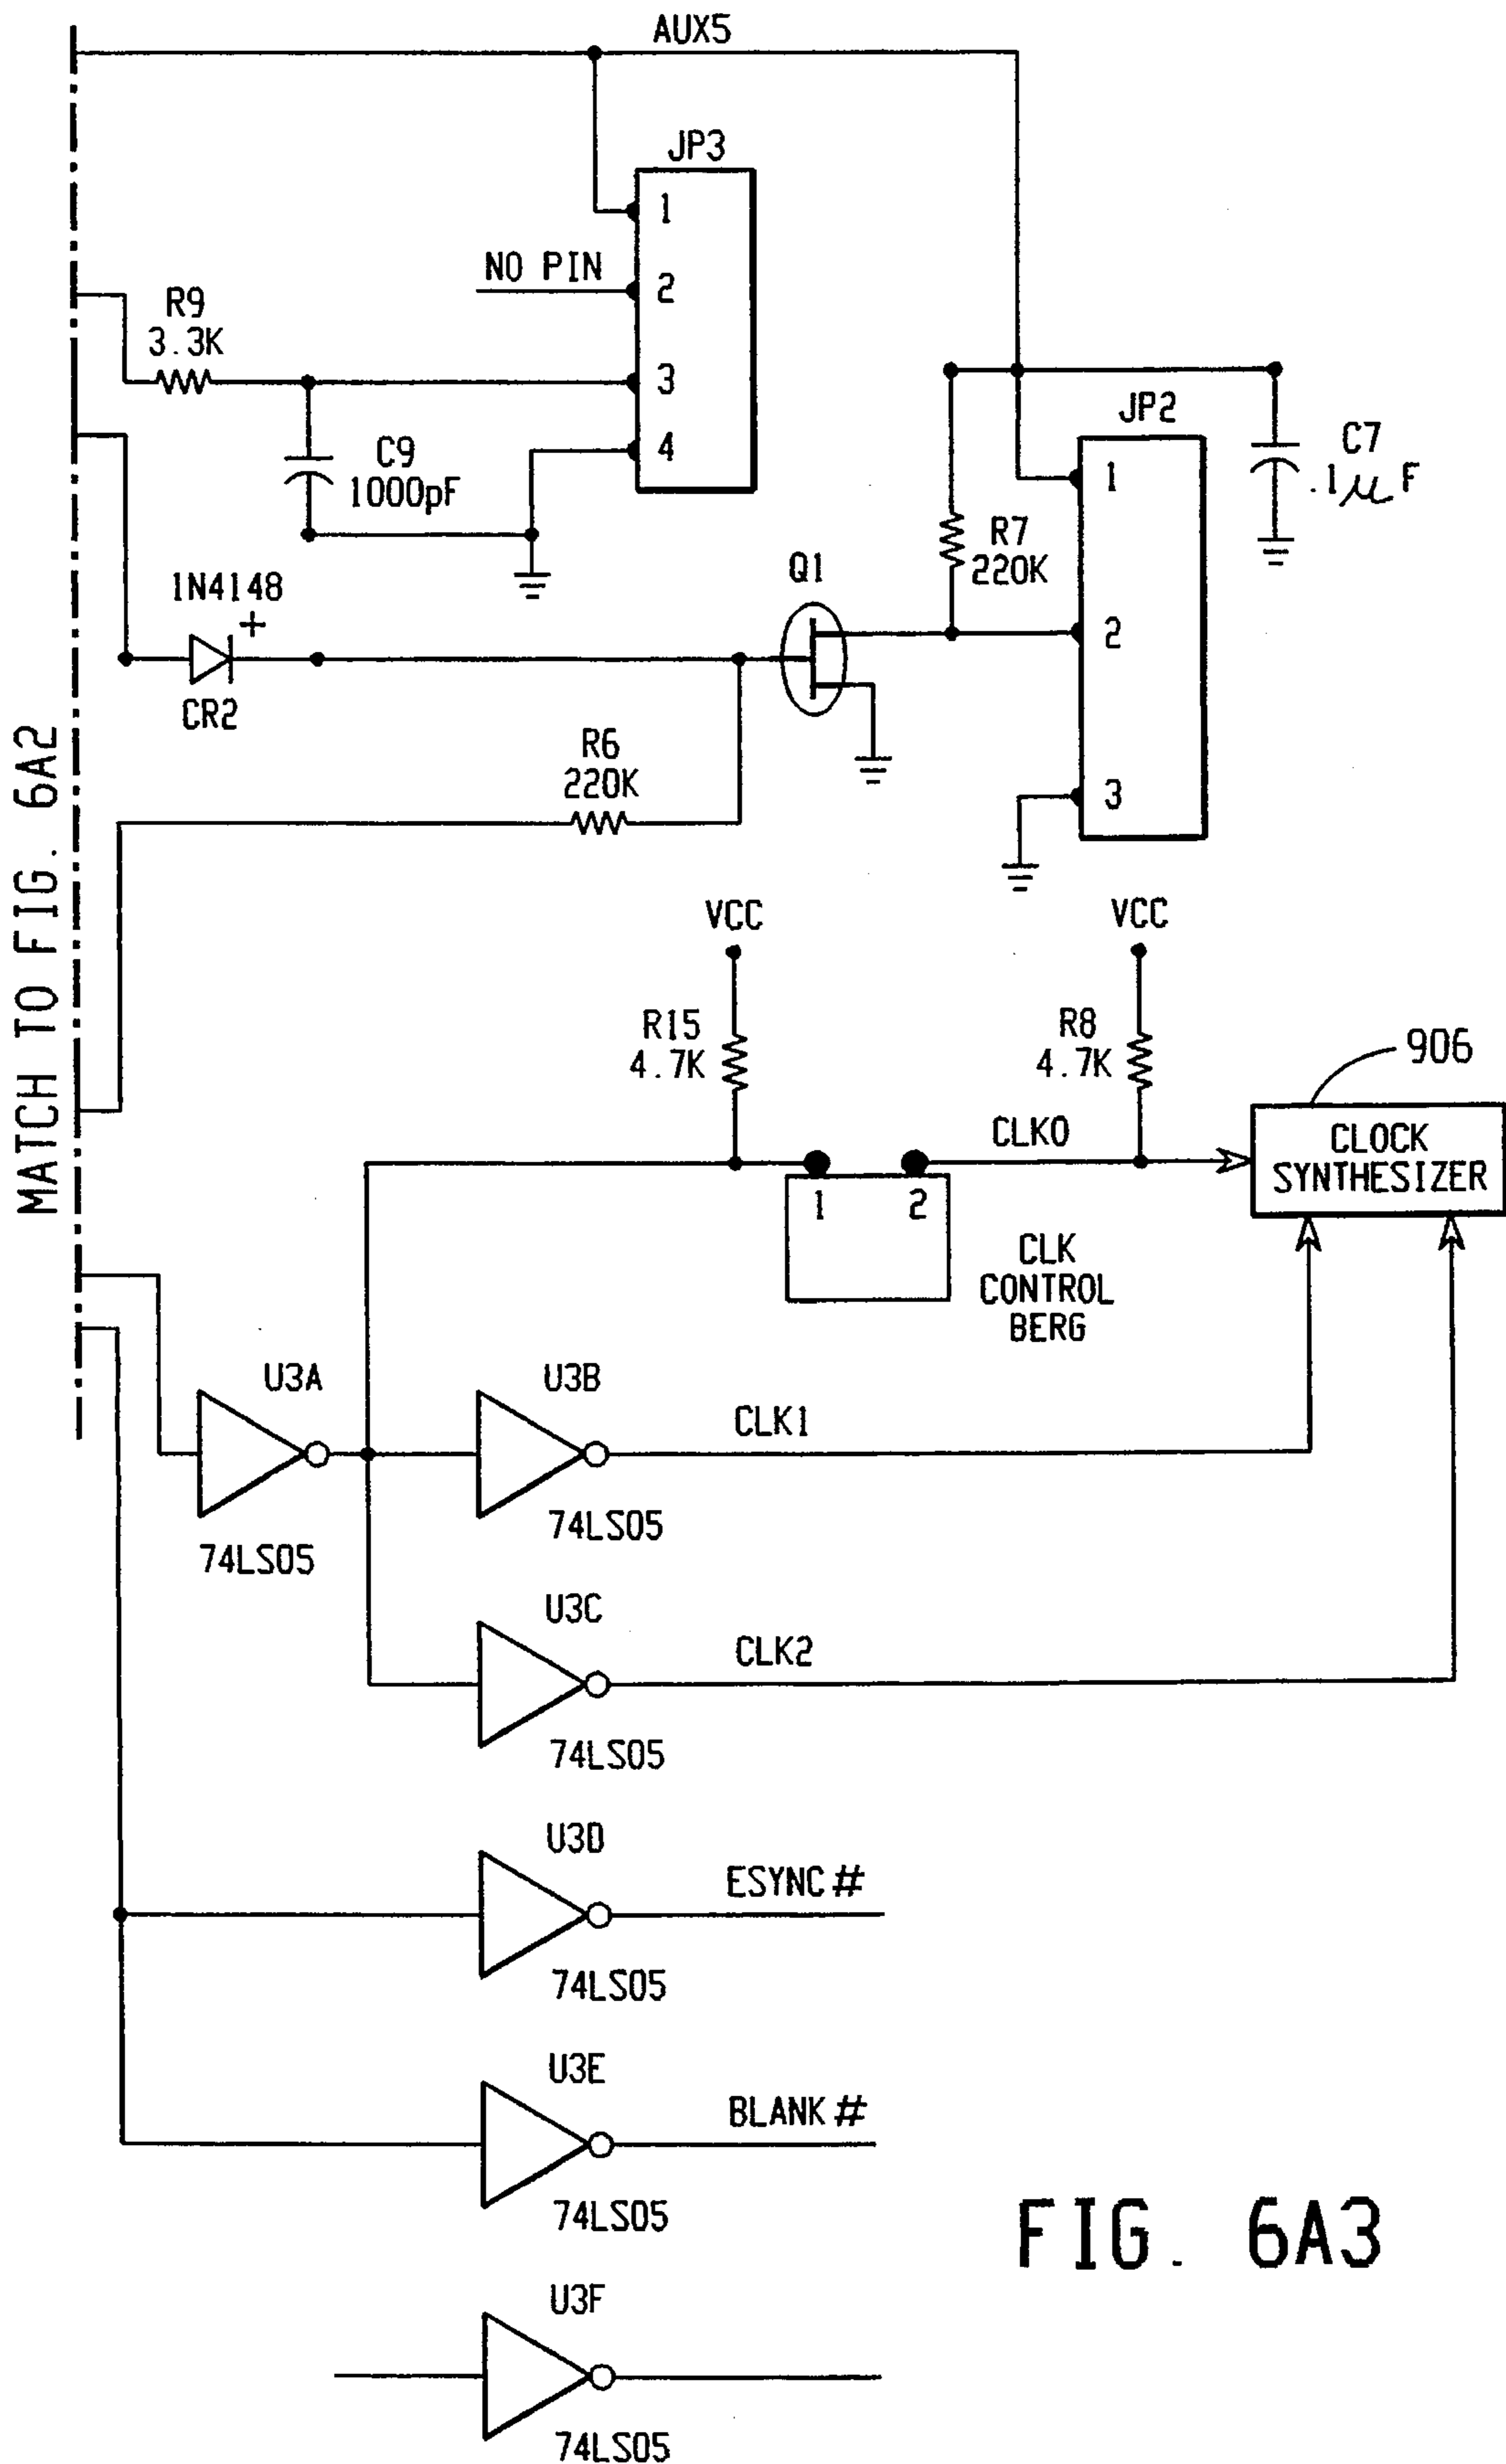 AUX5
JP3
1
NO PIN
2
R9
3.3K
3
4
C9
1000pF
JP2
1
C7
.1μF
R7
220K
Q1
2
1N4148
+
CR2
R6
220K
3
MATCH TO FIG. 6A2
VCC
VCC
R15
4.7K
R8
4.7K
906
CLK0
CLOCK
SYNTHESIZER
1 2
CLK
CONTROL
BERG
U3A
U3B
CLK1
74LS05
74LS05
U3C
CLK2
74LS05
U3D
ESYNC#
74LS05
U3E
BLANK#
74LS05
FIG. 6A3
U3F
74LS05